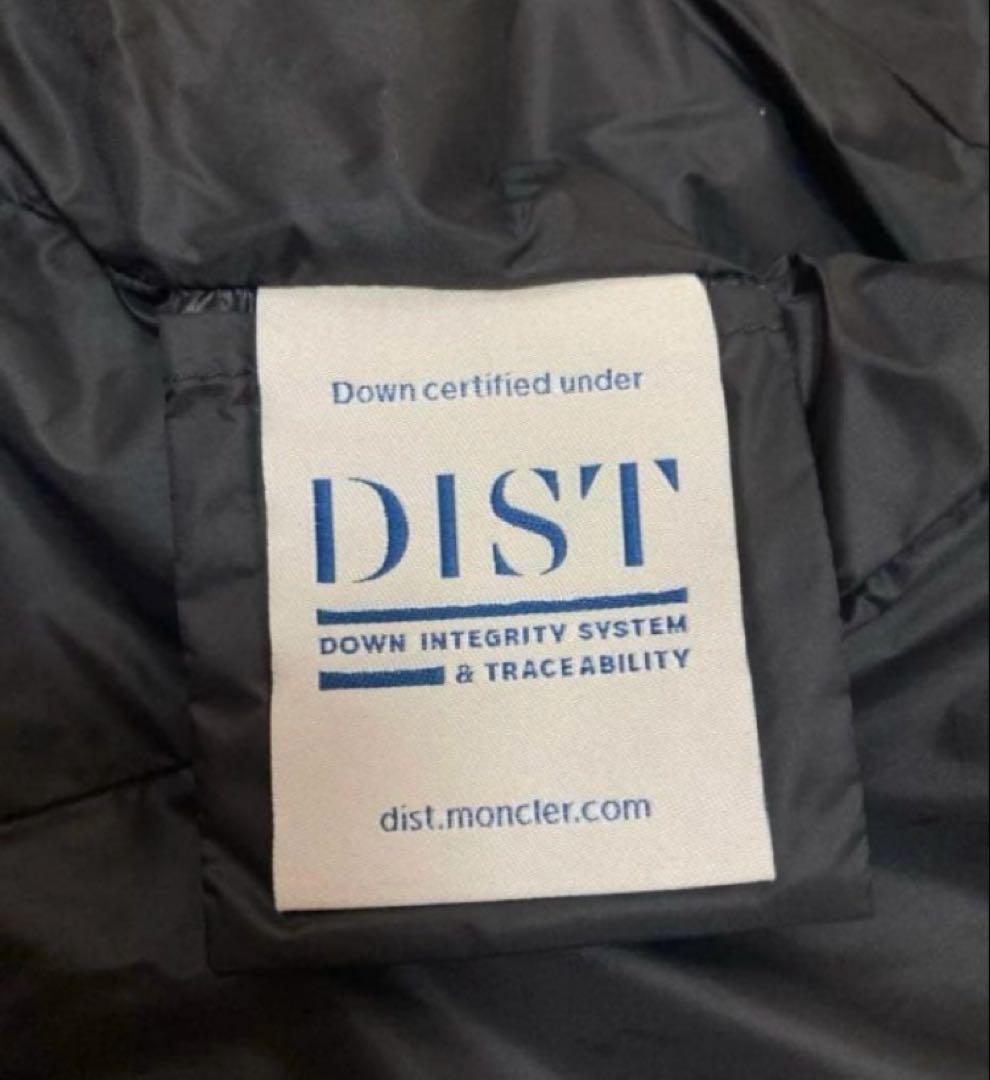 Down certified under
DIST
DOWN INTEGRITY SYSTEM
& TRACEABILITY
dist.moncler.com